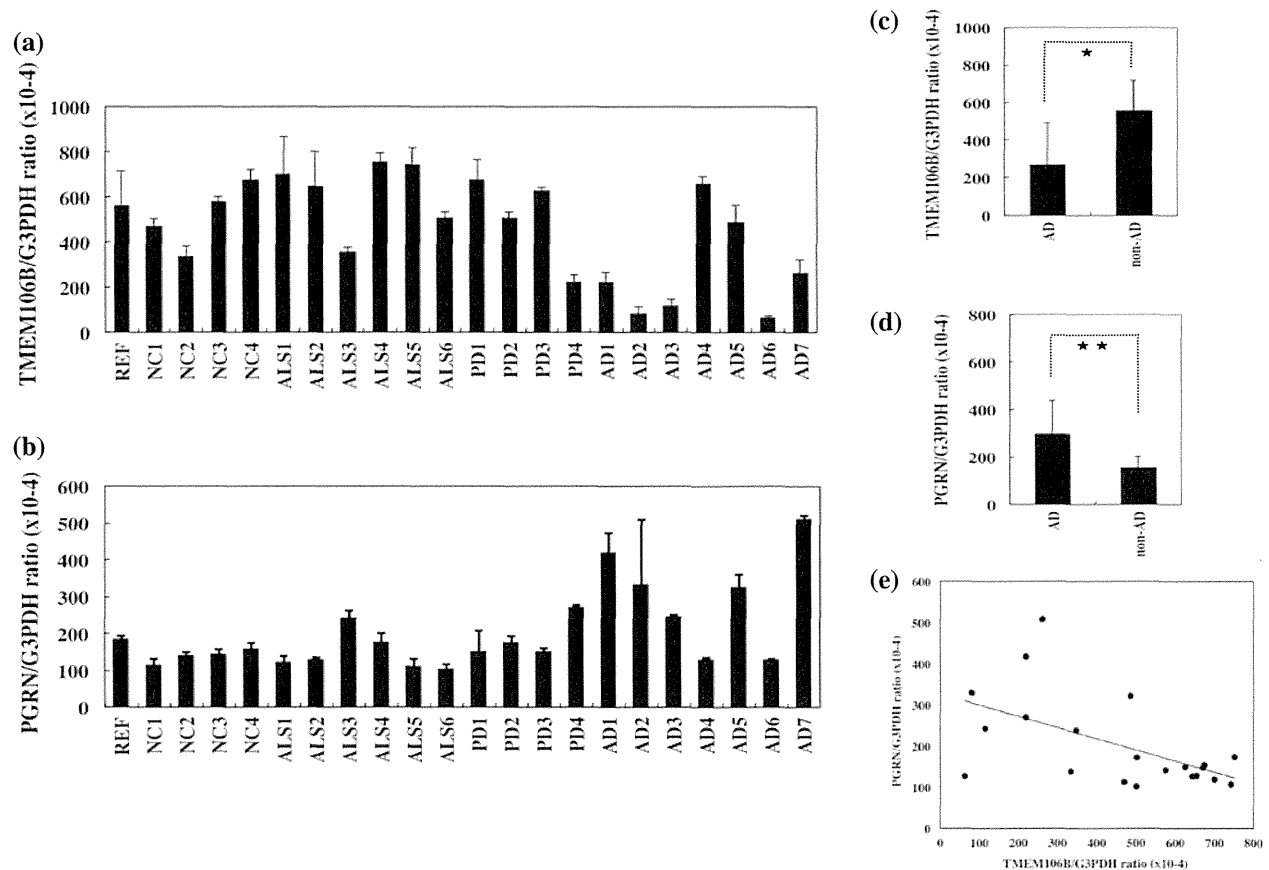 (a)
TMEM106B/G3PDH ratio (x10-4)
1000
800
600
400
200
0
REF
NC1
NC2
NC3
NC4
ALS1
ALS2
ALS3
ALS4
ALS5
ALS6
PD1
PD2
PD3
PD4
AD1
AD2
AD3
AD4
AD5
AD6
AD7
(b)
PGRN/G3PDH ratio (x10-4)
600
500
400
300
200
100
0
REF
NC1
NC2
NC3
NC4
ALS1
ALS2
ALS3
ALS4
ALS5
ALS6
PD1
PD2
PD3
PD4
AD1
AD2
AD3
AD4
AD5
AD6
AD7
(c)
TMEM106B/G3PDH ratio (x10-4)
1000
800
600
400
200
0
★
AD
non-AD
(d)
PGRN/G3PDH ratio (x10-4)
800
600
400
200
0
★ ★
AD
non-AD
(e)
PGRN/G3PDH ratio (x10-4)
600
500
400
300
200
100
0
0 100 200 300 400 500 600 700 800
TMEM106B/G3PDH ratio (x10-4)